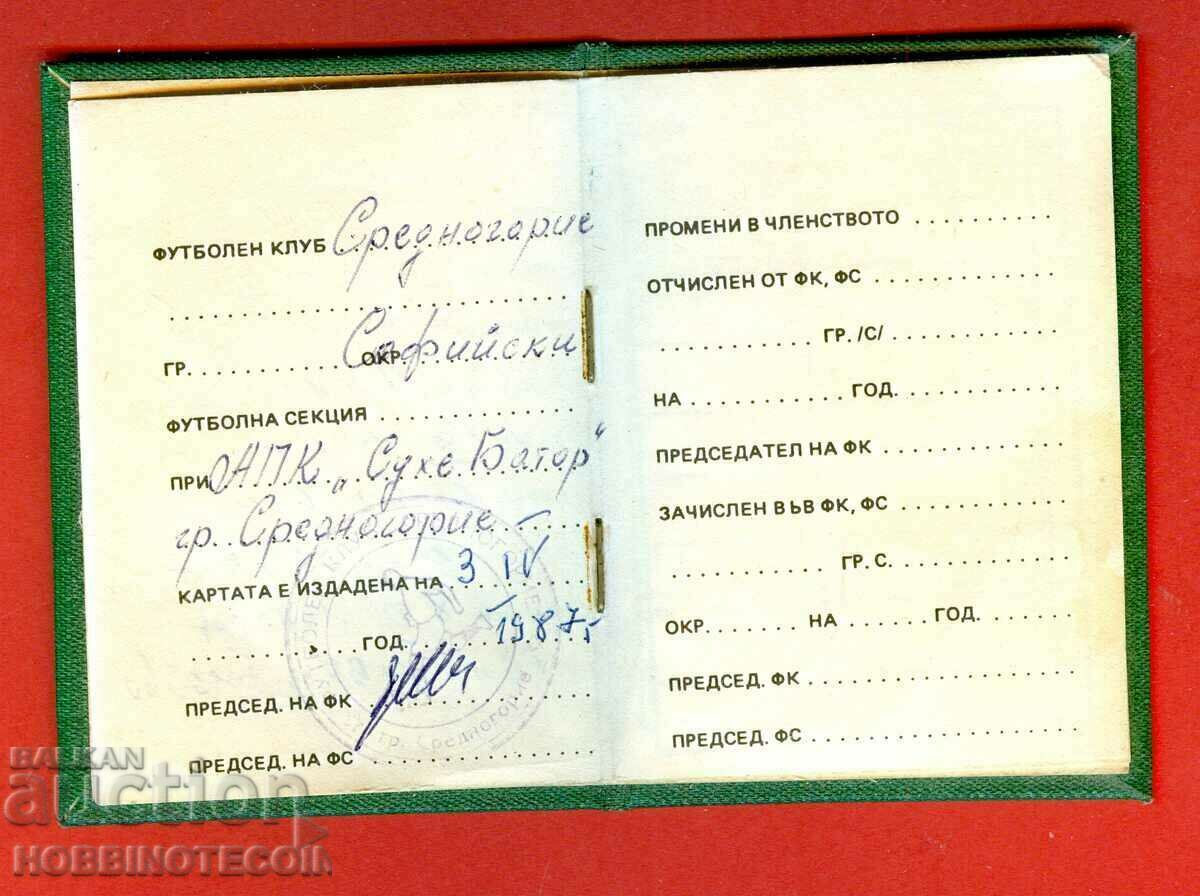 ФУТБОЛЕН КЛУБ Средногорие
ГР. ОКР. Софийски
ФУТБОЛНА СЕКЦИЯ
ПРИ АПК „Сухе Батор"
гр. Средногорие
КАРТАТА Е ИЗДАДЕНА НА 3 IV
ГОД. 1987 г
ПРЕДСЕД. НА ФК
ПРЕДСЕД. НА ФС
гр. Средногорие
ПРОМЕНИ В ЧЛЕНСТВОТО
ОТЧИСЛЕН ОТ ФК, ФС
ГР. /С/
НА ГОД.
ПРЕДСЕДАТЕЛ НА ФК
ЗАЧИСЛЕН ВЪВ ФК, ФС
ГР. С.
ОКР. НА ГОД.
ПРЕДСЕД. ФК
ПРЕДСЕД. ФС
BALKAN
auction
HOBBINOTECOIN